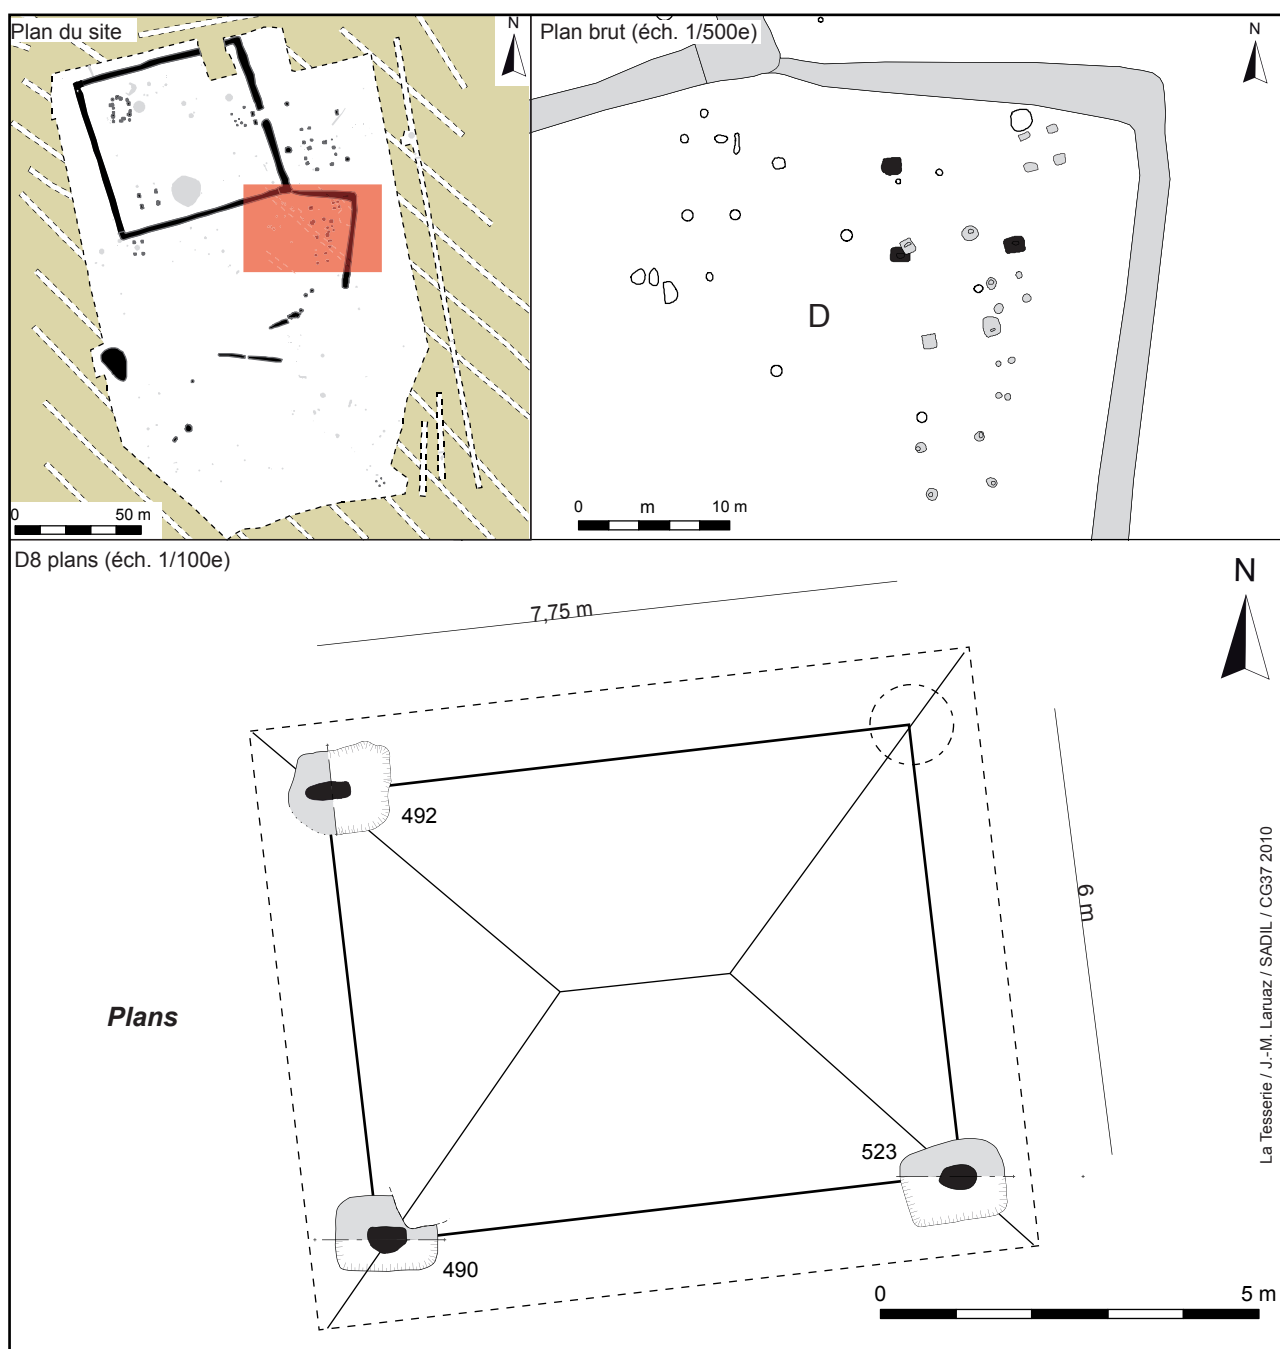 Plan du site
N
0 50 m
Plan brut (éch. 1/500e)
N
D
0 m 10 m
D8 plans (éch. 1/100e)
N
7,75 m
6 m
492
Plans
523
490
0 5 m
La Tesserie / J.-M. Laruaz / SADIL / CG37 2010